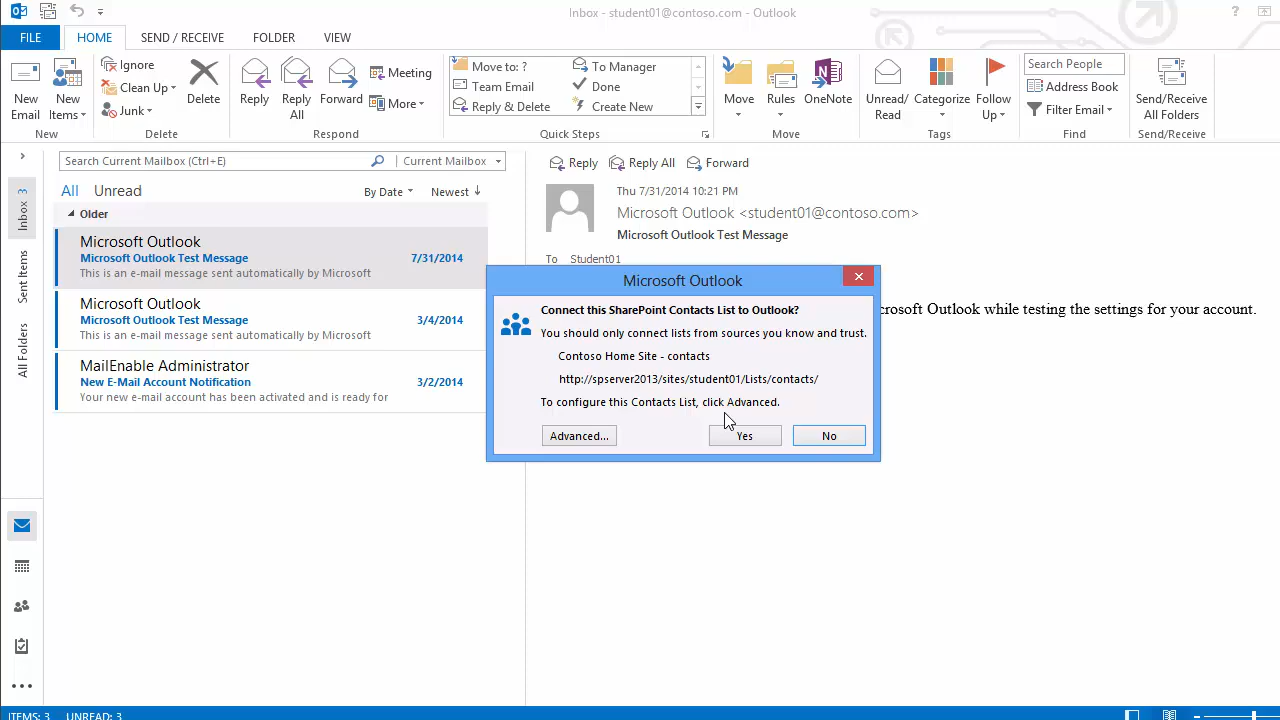 Inbox - student01@contoso.com - Outlook
?
FILE HOME SEND / RECEIVE FOLDER VIEW
New Email
New Items
New
Ignore
Clean Up
Junk
Delete
Delete
Reply
Reply All
Forward
Meeting
More
Respond
Move to: ?
Team Email
Reply & Delete
To Manager
Done
Create New
Quick Steps
Move
Rules
OneNote
Move
Unread/ Read
Categorize
Follow Up
Tags
Search People
Address Book
Filter Email
Find
Send/Receive All Folders
Send/Receive
Search Current Mailbox (Ctrl+E)
Current Mailbox
All Unread
By Date Newest
Older
Microsoft Outlook
Microsoft Outlook Test Message 7/31/2014
This is an e-mail message sent automatically by Microsoft
Microsoft Outlook
Microsoft Outlook Test Message 3/4/2014
This is an e-mail message sent automatically by Microsoft
MailEnable Administrator
New E-Mail Account Notification 3/2/2014
Your new e-mail account has been activated and is ready for
Inbox 3
Sent Items
All Folders
Reply Reply All Forward
Thu 7/31/2014 10:21 PM
Microsoft Outlook <student01@contoso.com>
Microsoft Outlook Test Message
To Student01
crosoft Outlook while testing the settings for your account.
Microsoft Outlook
Connect this SharePoint Contacts List to Outlook?
You should only connect lists from sources you know and trust.
Contoso Home Site - contacts
http://spserver2013/sites/student01/Lists/contacts/
To configure this Contacts List, click Advanced.
Advanced... Yes No
ITEMS: 3 UNREAD: 3